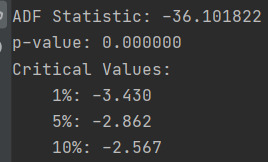 ADF Statistic: -36.101822
p-value: 0.000000
Critical Values:
1%: -3.430
5%: -2.862
10%: -2.567